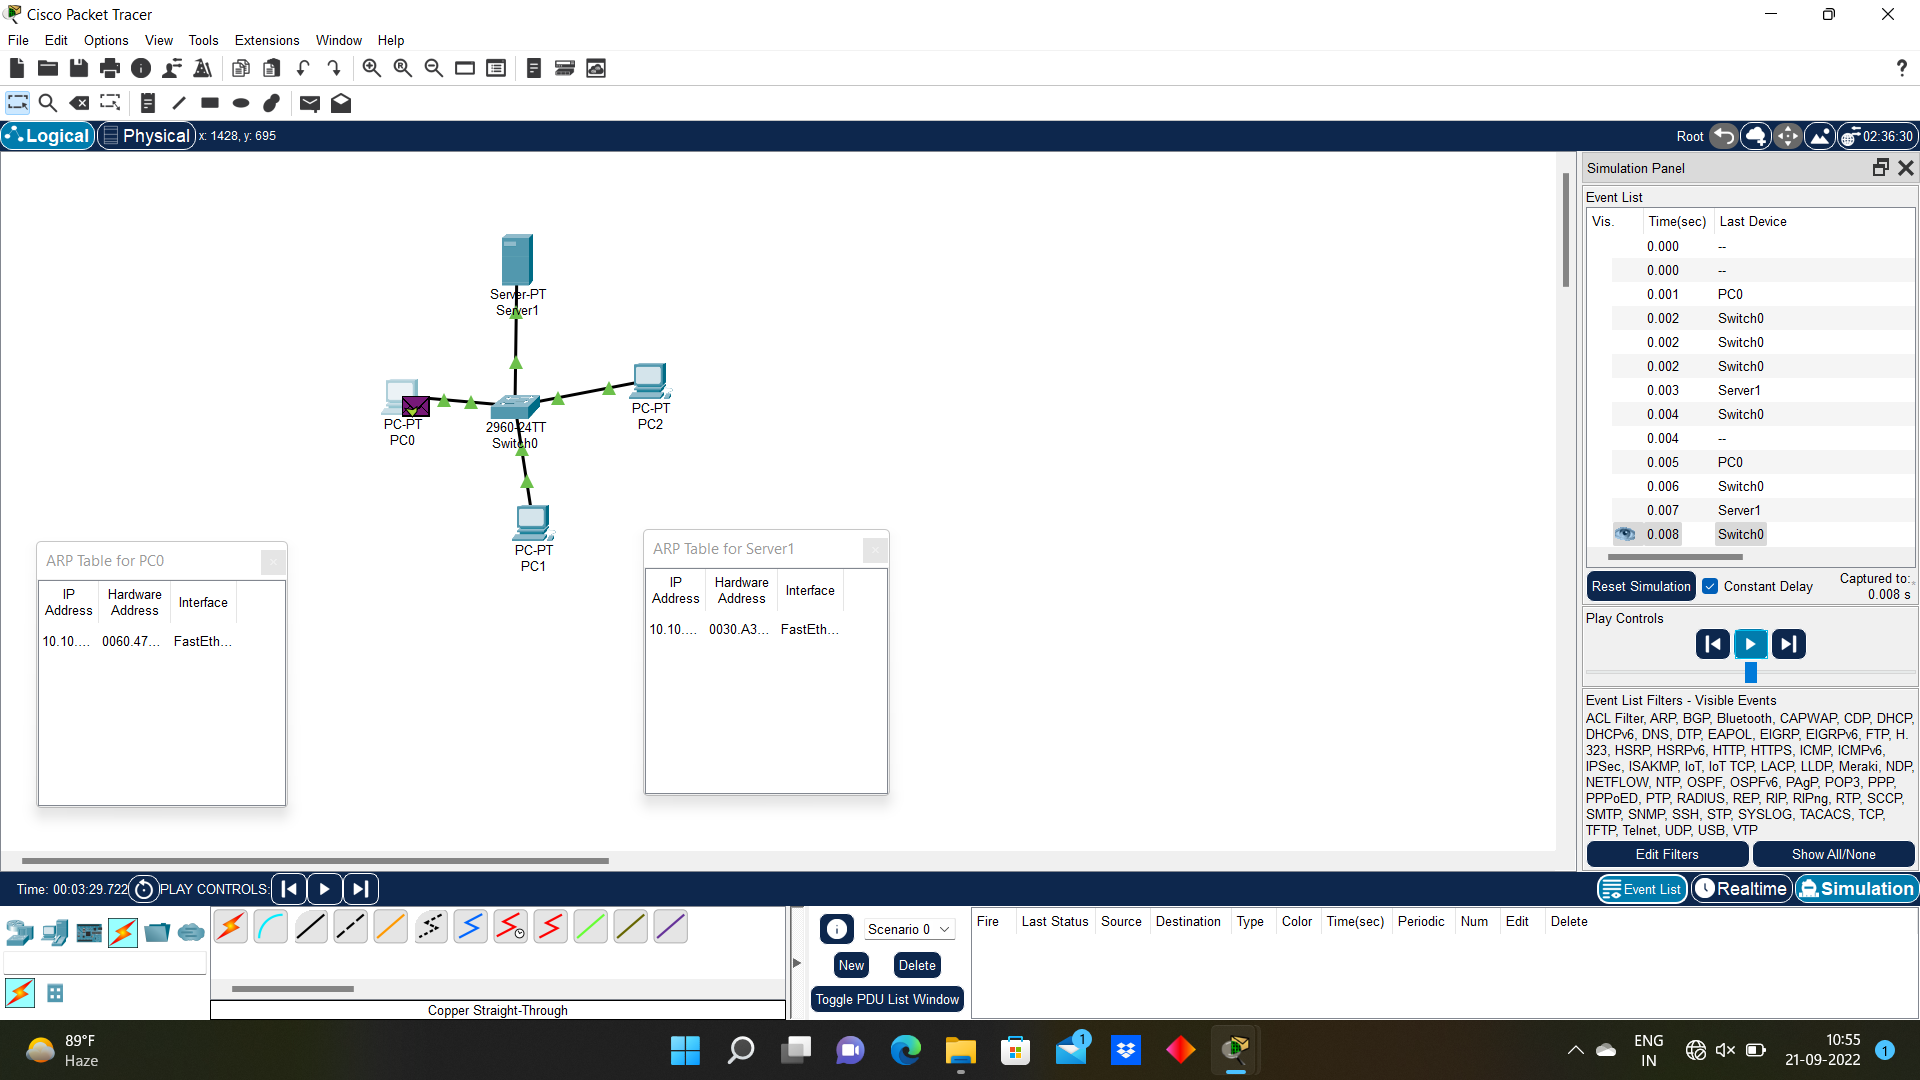 Cisco Packet Tracer
File Edit Options View Tools Extensions Window Help
?
Logical Physical x: 1428, y: 695
Root 02:36:30
Server-PT
Server1
PC-PT
PC0
2960-24TT
Switch0
PC-PT
PC2
PC-PT
PC1
ARP Table for PC0
IP Address Hardware Address Interface
10.10.... 0060.47... FastEth...
ARP Table for Server1
IP Address Hardware Address Interface
10.10.... 0030.A3... FastEth...
Simulation Panel
Event List
Vis. Time(sec) Last Device
0.000 --
0.000 --
0.001 PC0
0.002 Switch0
0.002 Switch0
0.002 Switch0
0.003 Server1
0.004 Switch0
0.004 --
0.005 PC0
0.006 Switch0
0.007 Server1
0.008 Switch0
Reset Simulation Constant Delay Captured to:
0.008 s
Play Controls
Event List Filters - Visible Events
ACL Filter, ARP, BGP, Bluetooth, CAPWAP, CDP, DHCP,
DHCPv6, DNS, DTP, EAPOL, EIGRP, EIGRPv6, FTP, H.
323, HSRP, HSRPv6, HTTP, HTTPS, ICMP, ICMPv6,
IPSec, ISAKMP, IoT, IoT TCP, LACP, LLDP, Meraki, NDP,
NETFLOW, NTP, OSPF, OSPFv6, PAgP, POP3, PPP,
PPPoED, PTP, RADIUS, REP, RIP, RIPng, RTP, SCCP,
SMTP, SNMP, SSH, STP, SYSLOG, TACACS, TCP,
TFTP, Telnet, UDP, USB, VTP
Edit Filters Show All/None
Time: 00:03:29.722 PLAY CONTROLS:
Event List Realtime Simulation
Copper Straight-Through
Scenario 0
New Delete
Toggle PDU List Window
Fire Last Status Source Destination Type Color Time(sec) Periodic Num Edit Delete
89°F
Haze
1
ENG
IN
10:55
21-09-2022
1